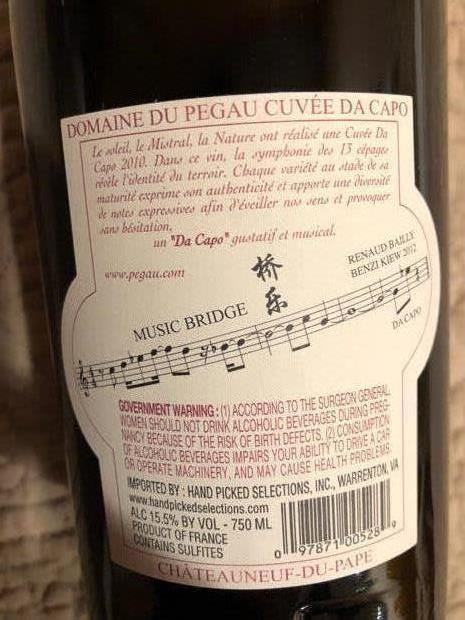 DOMAINE DU PEGAU CUVÉE DA CAPO
Le soleil, le Mistral, la Nature ont réalisé une Cuvée Da
Capo 2010. Dans ce vin, la symphonie des 13 cépages
révèle l'identité du terroir. Chaque variété au stade de sa
maturité exprime son authenticité et apporte une diversité
de notes expressives afin d'éveiller nos sens et provoquer
sans hésitation,
un "Da Capo" gustatif et musical.
www.pegau.com
桥乐
RENAUD BAILLY
BENZI KIEW 2012
MUSIC BRIDGE
DA CAPO
GOVERNMENT WARNING: (1) ACCORDING TO THE SURGEON GENERAL,
WOMEN SHOULD NOT DRINK ALCOHOLIC BEVERAGES DURING PREG-
NANCY BECAUSE OF THE RISK OF BIRTH DEFECTS. (2) CONSUMPTION
OF ALCOHOLIC BEVERAGES IMPAIRS YOUR ABILITY TO DRIVE A CAR
OR OPERATE MACHINERY, AND MAY CAUSE HEALTH PROBLEMS.
IMPORTED BY: HAND PICKED SELECTIONS, INC., WARRENTON, VA
www.handpickedselections.com
ALC 15.5% BY VOL - 750 ML
PRODUCT OF FRANCE
CONTAINS SULFITES
0 97871 00528 9
CHÂTEAUNEUF-DU-PAPE